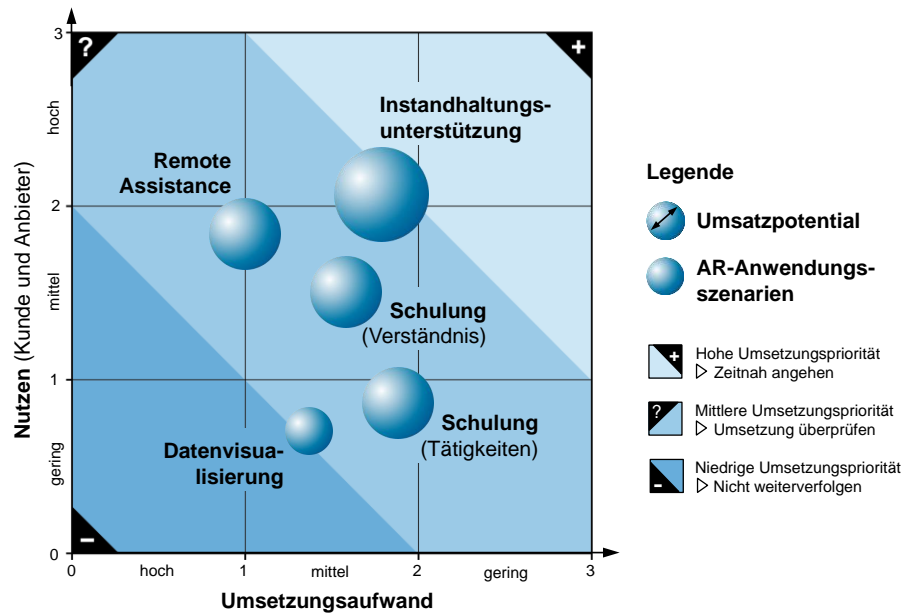 3
?
+
hoch
Instandhaltungs-
unterstützung
Remote
Assistance
2
Nutzen (Kunde und Anbieter)
mittel
Schulung
(Verständnis)
1
Schulung
(Tätigkeiten)
Datenvisua-
lisierung
gering
–
0
0 hoch 1 mittel 2 gering 3
Umsetzungsaufwand
Legende
Umsatzpotential
AR-Anwendungs-
szenarien
+
Hohe Umsetzungspriorität
▷ Zeitnah angehen
?
Mittlere Umsetzungspriorität
▷ Umsetzung überprüfen
–
Niedrige Umsetzungspriorität
▷ Nicht weiterverfolgen